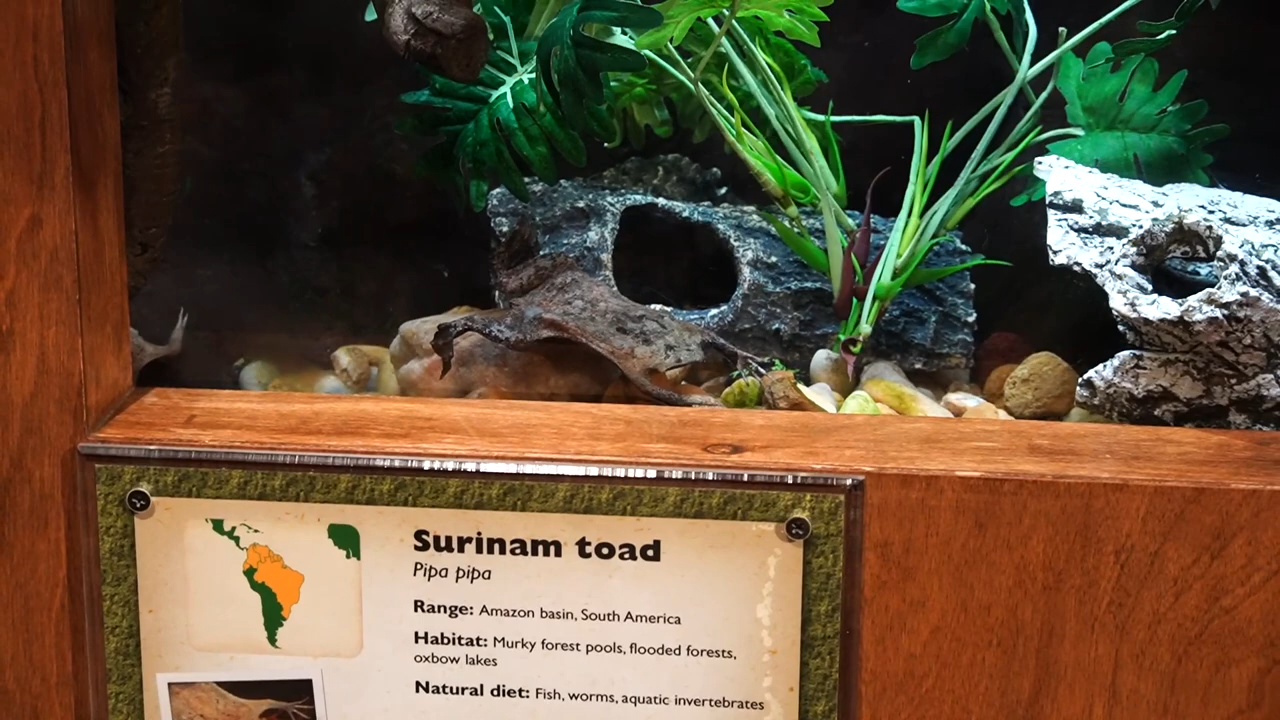 Surinam toad
Pipa pipa
Range: Amazon basin, South America
Habitat: Murky forest pools, flooded forests,
oxbow lakes
Natural diet: Fish, worms, aquatic invertebrates